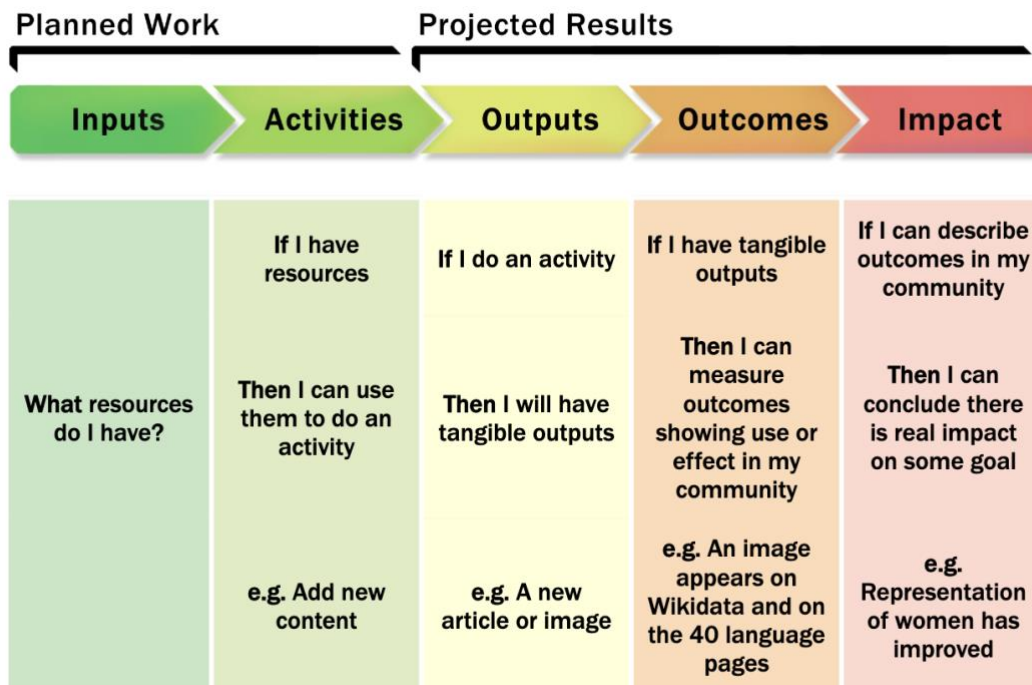 Planned Work
Projected Results
Inputs
Activities
Outputs
Outcomes
Impact
What resources
do I have?
If I have
resources
Then I can use
them to do an
activity
e.g. Add new
content
If I do an activity
Then I will have
tangible outputs
e.g. A new
article or image
If I have tangible
outputs
Then I can
measure
outcomes
showing use or
effect in my
community
e.g. An image
appears on
Wikidata and on
the 40 language
pages
If I can describe
outcomes in my
community
Then I can
conclude there
is real impact
on some goal
e.g.
Representation
of women has
improved